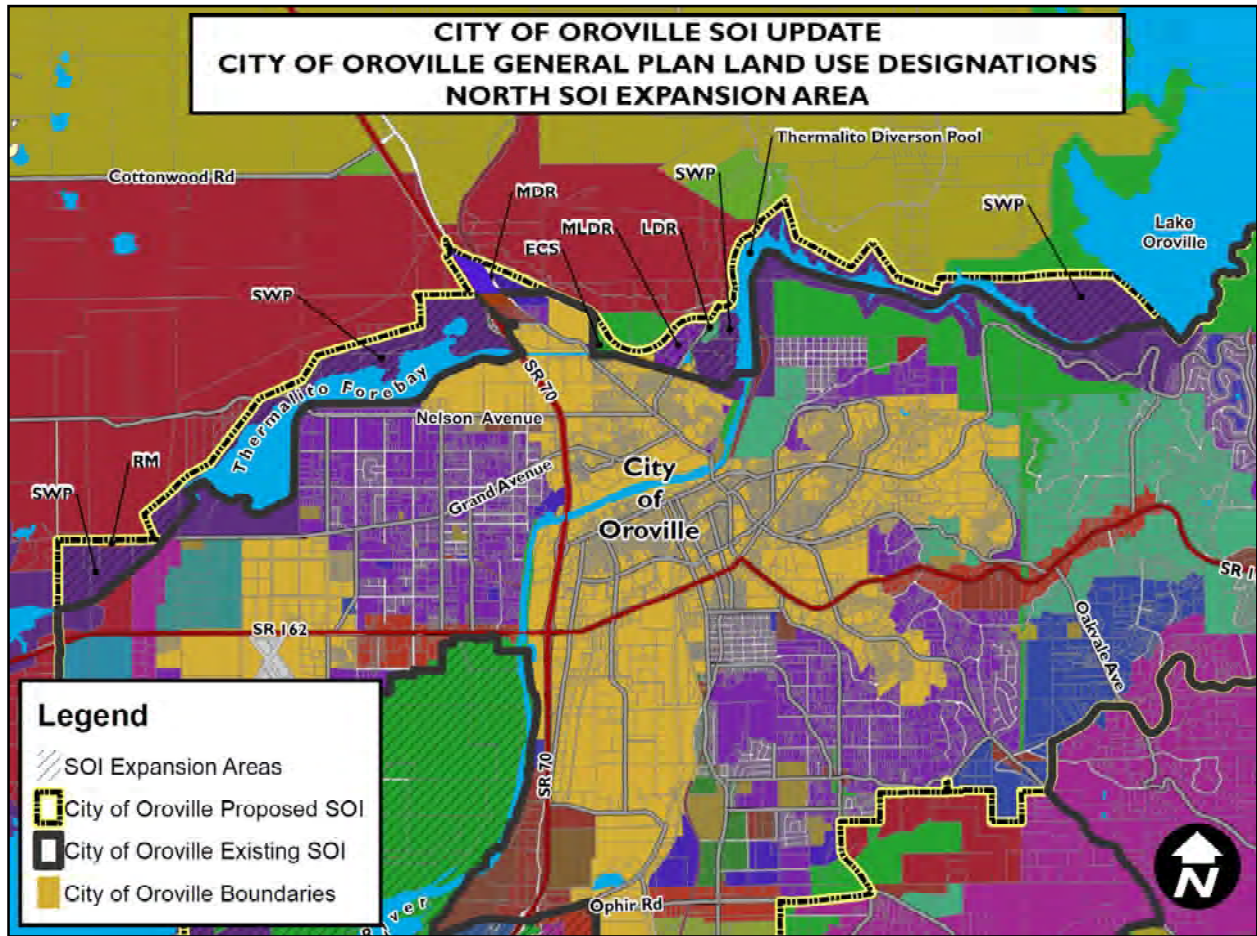 CITY OF OROVILLE SOI UPDATE
CITY OF OROVILLE GENERAL PLAN LAND USE DESIGNATIONS
NORTH SOI EXPANSION AREA
Thermalito Diverson Pool
Cottonwood Rd
SWP
MDR
SWP
MLDR
LDR
Lake
Oroville
ECS
SWP
SR 70
Thermalito Forebay
Nelson Avenue
RM
Grand Avenue
City
of
Oroville
SWP
SR 1
SR 162
Oakvale Ave
SR 70
Ophir Rd
ver
Legend
SOI Expansion Areas
City of Oroville Proposed SOI
City of Oroville Existing SOI
City of Oroville Boundaries
N